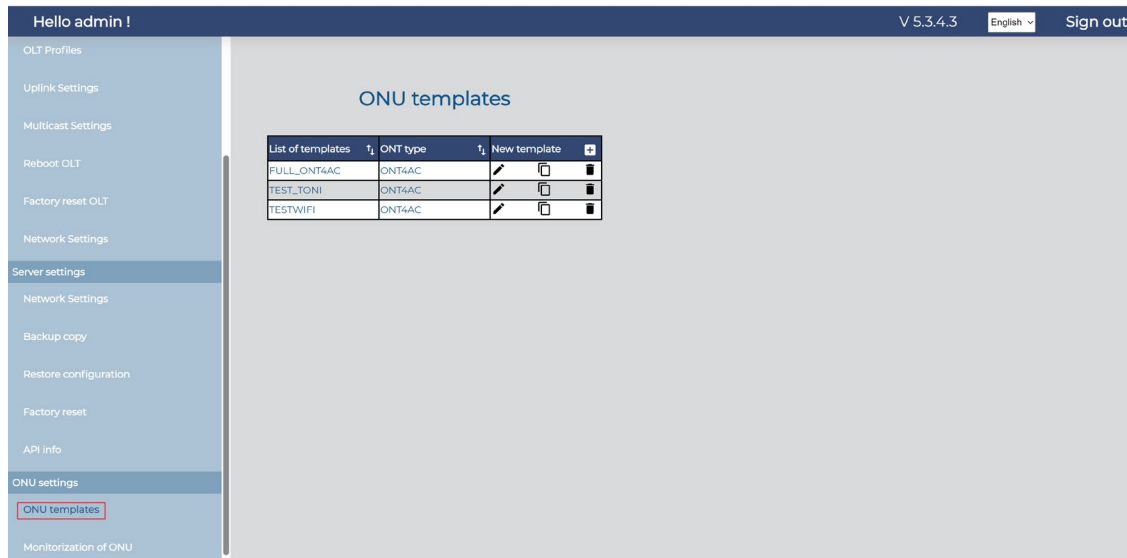 Hello admin !
V 5.3.4.3
English
Sign out
OLT Profiles
Uplink Settings
Multicast Settings
Reboot OLT
Factory reset OLT
Network Settings
Server settings
Network Settings
Backup copy
Restore configuration
Factory reset
API info
ONU settings
ONU templates
Monitorization of ONU
ONU templates
List of templates ONT type New template
FULL_ONT4AC ONT4AC
TEST_TONI ONT4AC
TESTWIFI ONT4AC